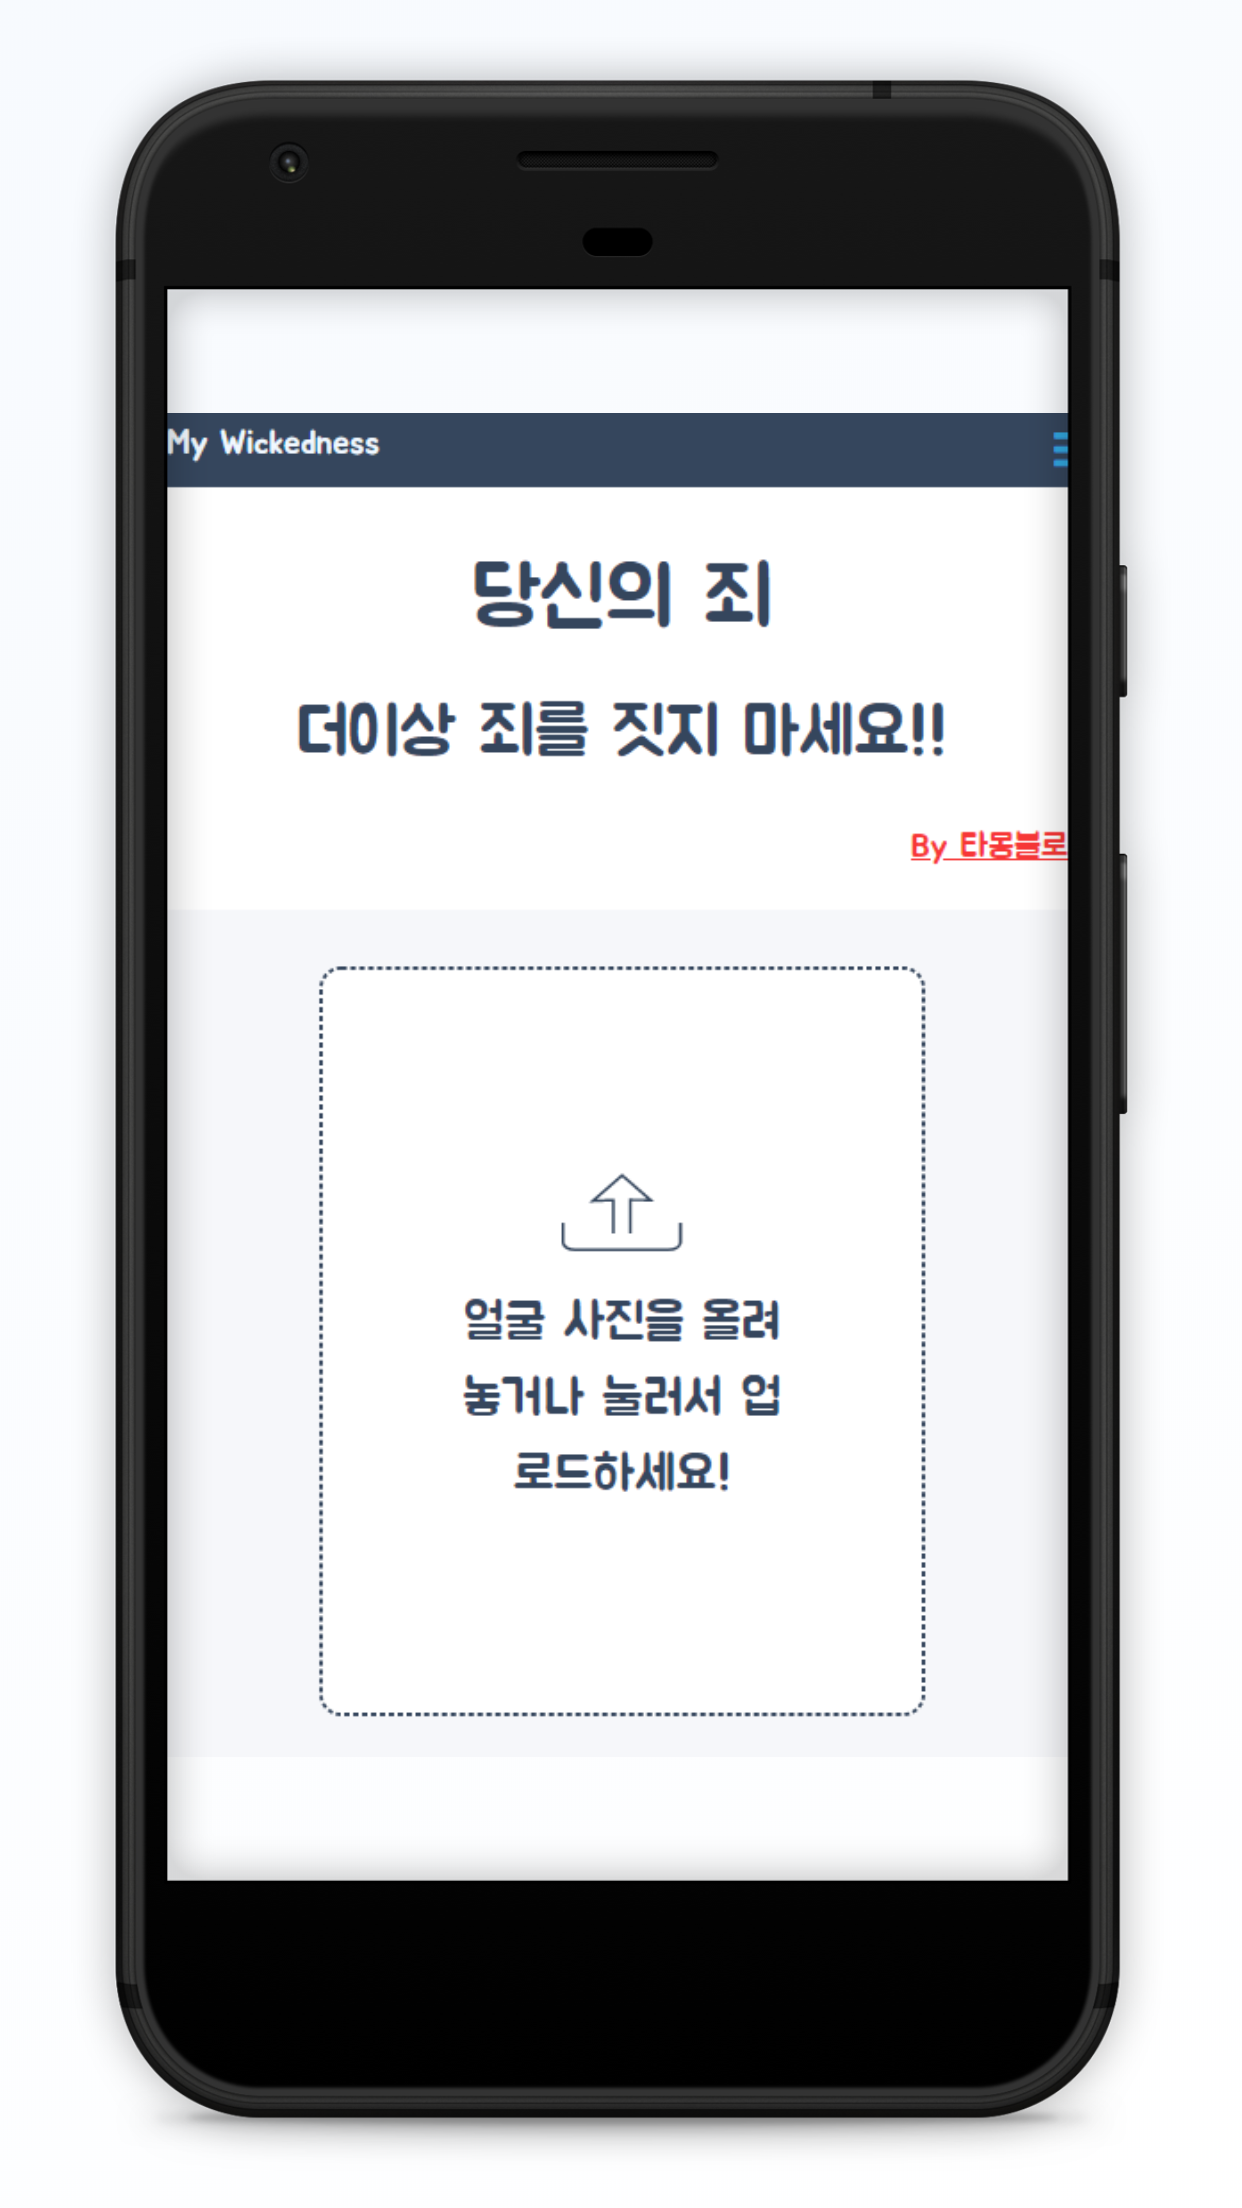 My Wickedness
당신의 죄
더이상 죄를 짓지 마세요!!
By 타몽블로
얼굴 사진을 올려
놓거나 눌러서 업
로드하세요!